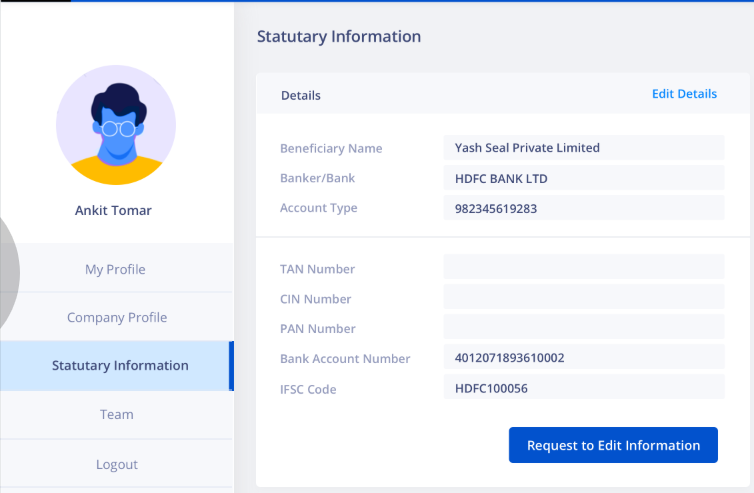 Statutary Information
Details
Edit Details
Beneficiary Name
Yash Seal Private Limited
Banker/Bank
HDFC BANK LTD
Account Type
982345619283
TAN Number
CIN Number
PAN Number
Bank Account Number
4012071893610002
IFSC Code
HDFC100056
Request to Edit Information
Ankit Tomar
My Profile
Company Profile
Statutary Information
Team
Logout